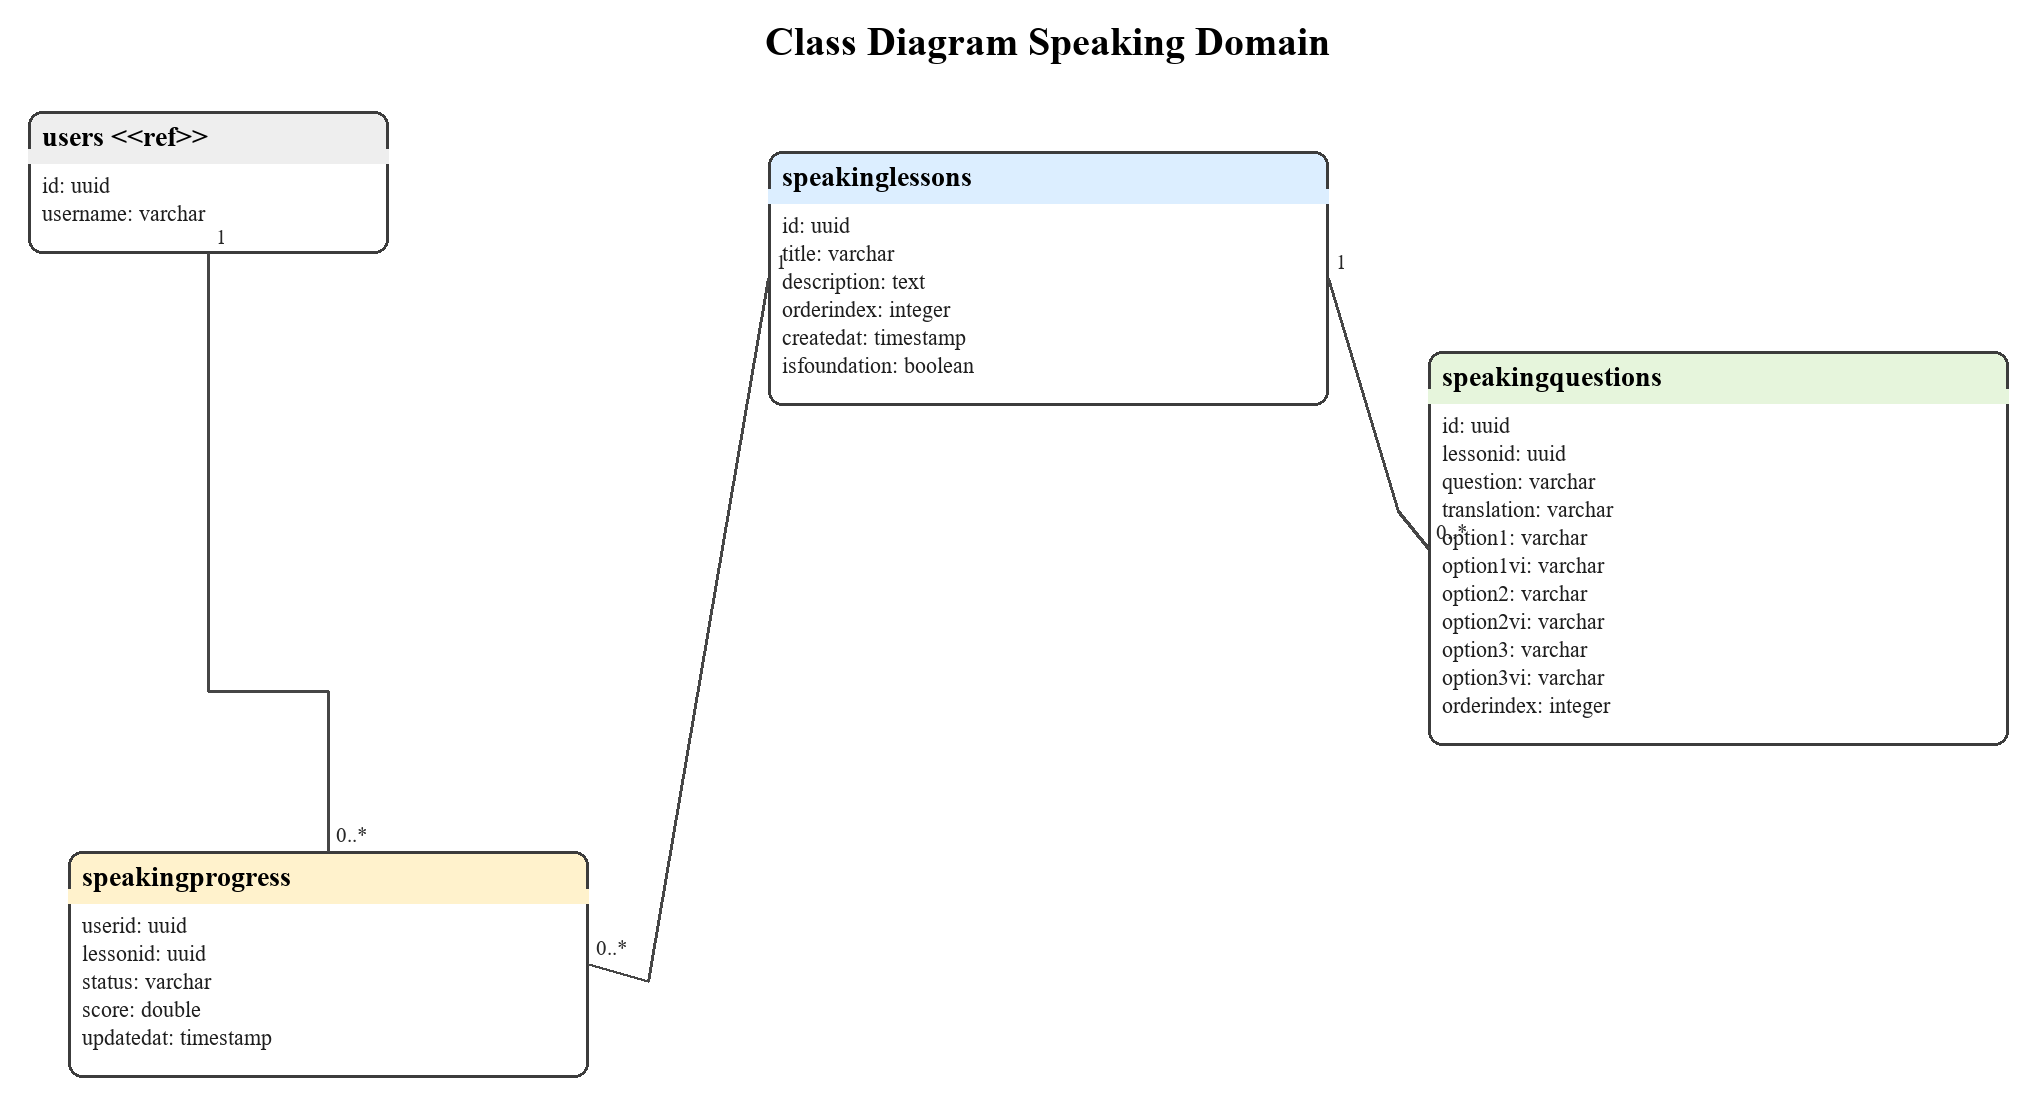 Class Diagram Speaking Domain
users <<ref>>
id: uuid
username: varchar
1
speakinglessons
id: uuid
title: varchar
description: text
orderindex: integer
createdat: timestamp
isfoundation: boolean
1
1
speakingquestions
id: uuid
lessonid: uuid
question: varchar
translation: varchar
0..*
option1: varchar
option1vi: varchar
option2: varchar
option2vi: varchar
option3: varchar
option3vi: varchar
orderindex: integer
0..*
speakingprogress
userid: uuid
lessonid: uuid
status: varchar
score: double
updatedat: timestamp
0..*